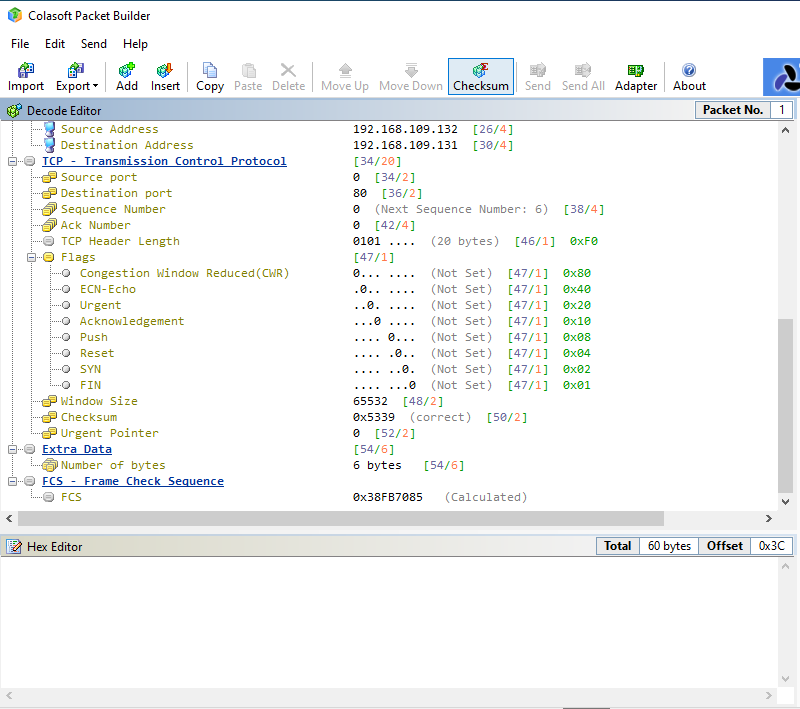 Colasoft Packet Builder
File Edit Send Help
Import Export Add Insert Copy Paste Delete Move Up Move Down Checksum Send Send All Adapter About
Decode Editor Packet No. 1
Source Address 192.168.109.132 [26/4]
Destination Address 192.168.109.131 [30/4]
TCP - Transmission Control Protocol [34/20]
Source port 0 [34/2]
Destination port 80 [36/2]
Sequence Number 0 (Next Sequence Number: 6) [38/4]
Ack Number 0 [42/4]
TCP Header Length 0101 .... (20 bytes) [46/1] 0xF0
Flags [47/1]
Congestion Window Reduced(CWR) 0... .... (Not Set) [47/1] 0x80
ECN-Echo .0.. .... (Not Set) [47/1] 0x40
Urgent ..0. .... (Not Set) [47/1] 0x20
Acknowledgement ...0 .... (Not Set) [47/1] 0x10
Push .... 0... (Not Set) [47/1] 0x08
Reset .... .0.. (Not Set) [47/1] 0x04
SYN .... ..0. (Not Set) [47/1] 0x02
FIN .... ...0 (Not Set) [47/1] 0x01
Window Size 65532 [48/2]
Checksum 0x5339 (correct) [50/2]
Urgent Pointer 0 [52/2]
Extra Data [54/6]
Number of bytes 6 bytes [54/6]
FCS - Frame Check Sequence
FCS 0x38FB7085 (Calculated)
Hex Editor Total 60 bytes Offset 0x3C